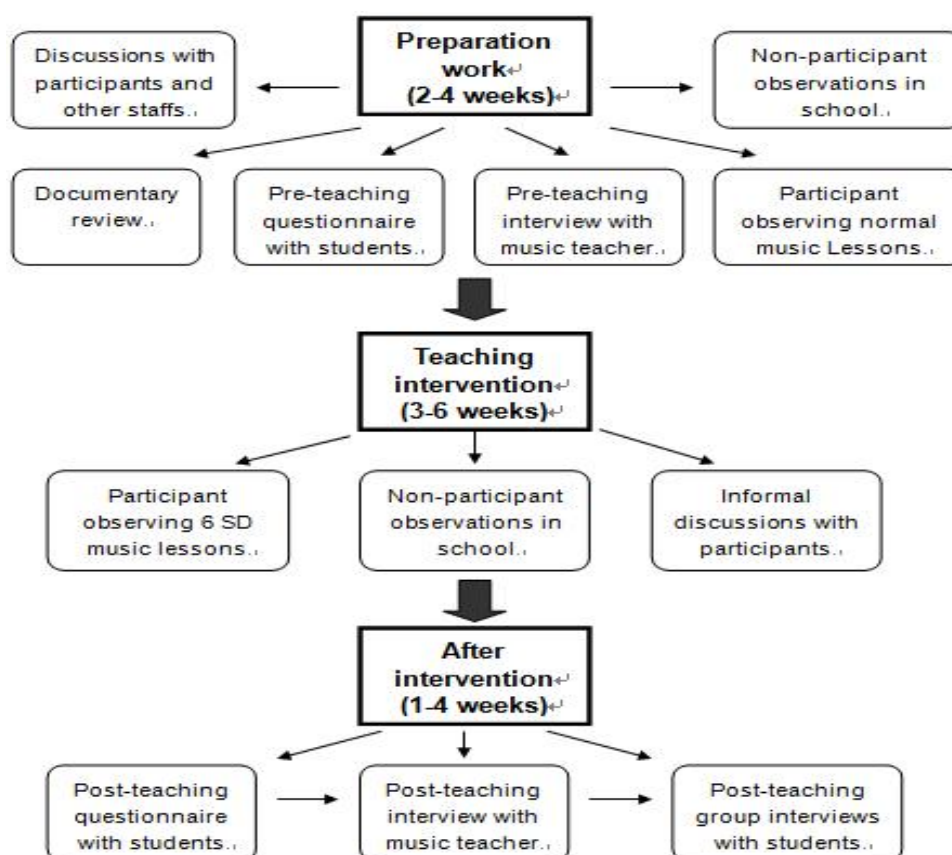 Preparation
work↵
(2-4 weeks)↵
Discussions with
participants and
other staffs.
Non-participant
observations in
school.
Documentary
review.
Pre-teaching
questionnaire
with students.
Pre-teaching
interview with
music teacher.
Participant
observing normal
music Lessons.
Teaching
intervention↵
(3-6 weeks)↵
Participant
observing 6 SD
music lessons.
Non-participant
observations in
school.
Informal
discussions with
participants.
After
intervention↵
(1-4 weeks)↵
Post-teaching
questionnaire
with students.
Post-teaching
interview with
music teacher.
Post-teaching
group interviews
with students.